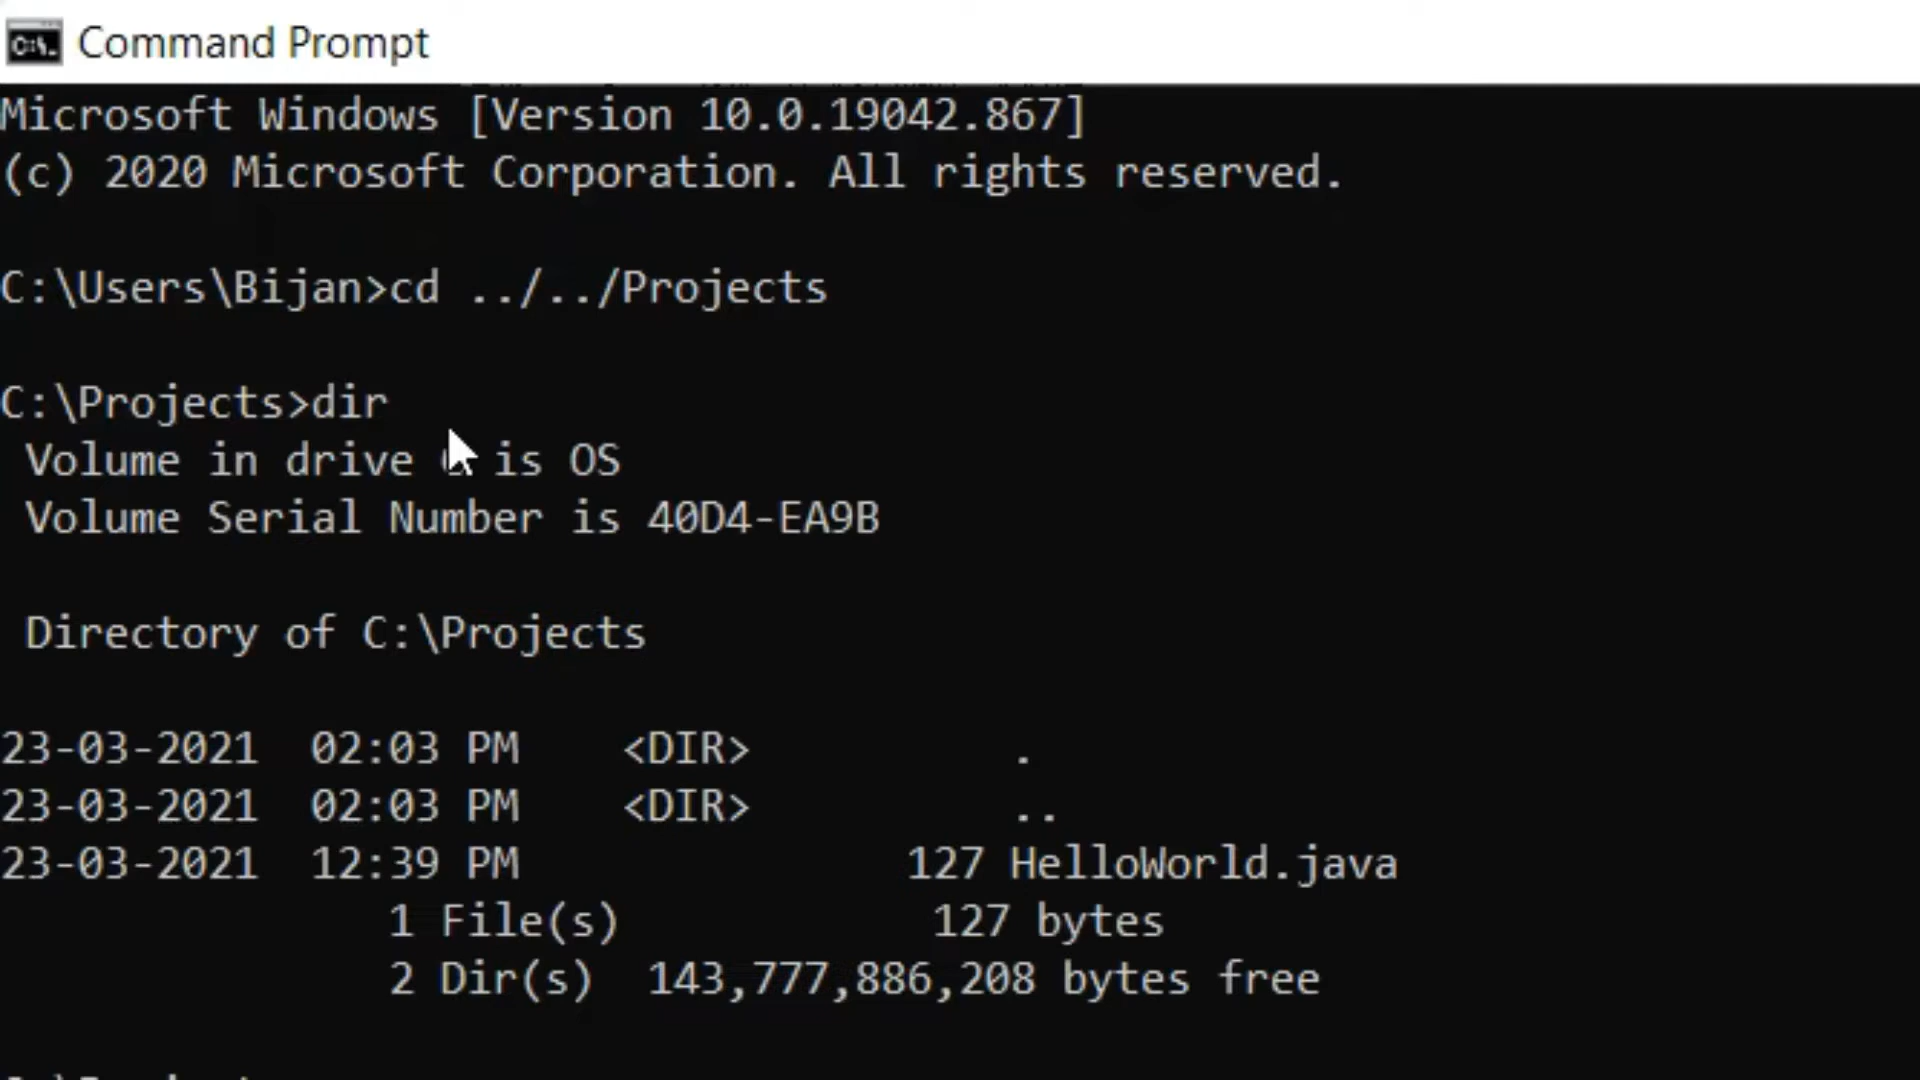 Command Prompt
Microsoft Windows [Version 10.0.19042.867]
(c) 2020 Microsoft Corporation. All rights reserved.
C:\Users\Bijan>cd ../../Projects
C:\Projects>dir
Volume in drive is OS
Volume Serial Number is 40D4-EA9B
Directory of C:\Projects
23-03-2021 02:03 PM <DIR> .
23-03-2021 02:03 PM <DIR> ..
23-03-2021 12:39 PM 127 HelloWorld.java
1 File(s) 127 bytes
2 Dir(s) 143,777,886,208 bytes free